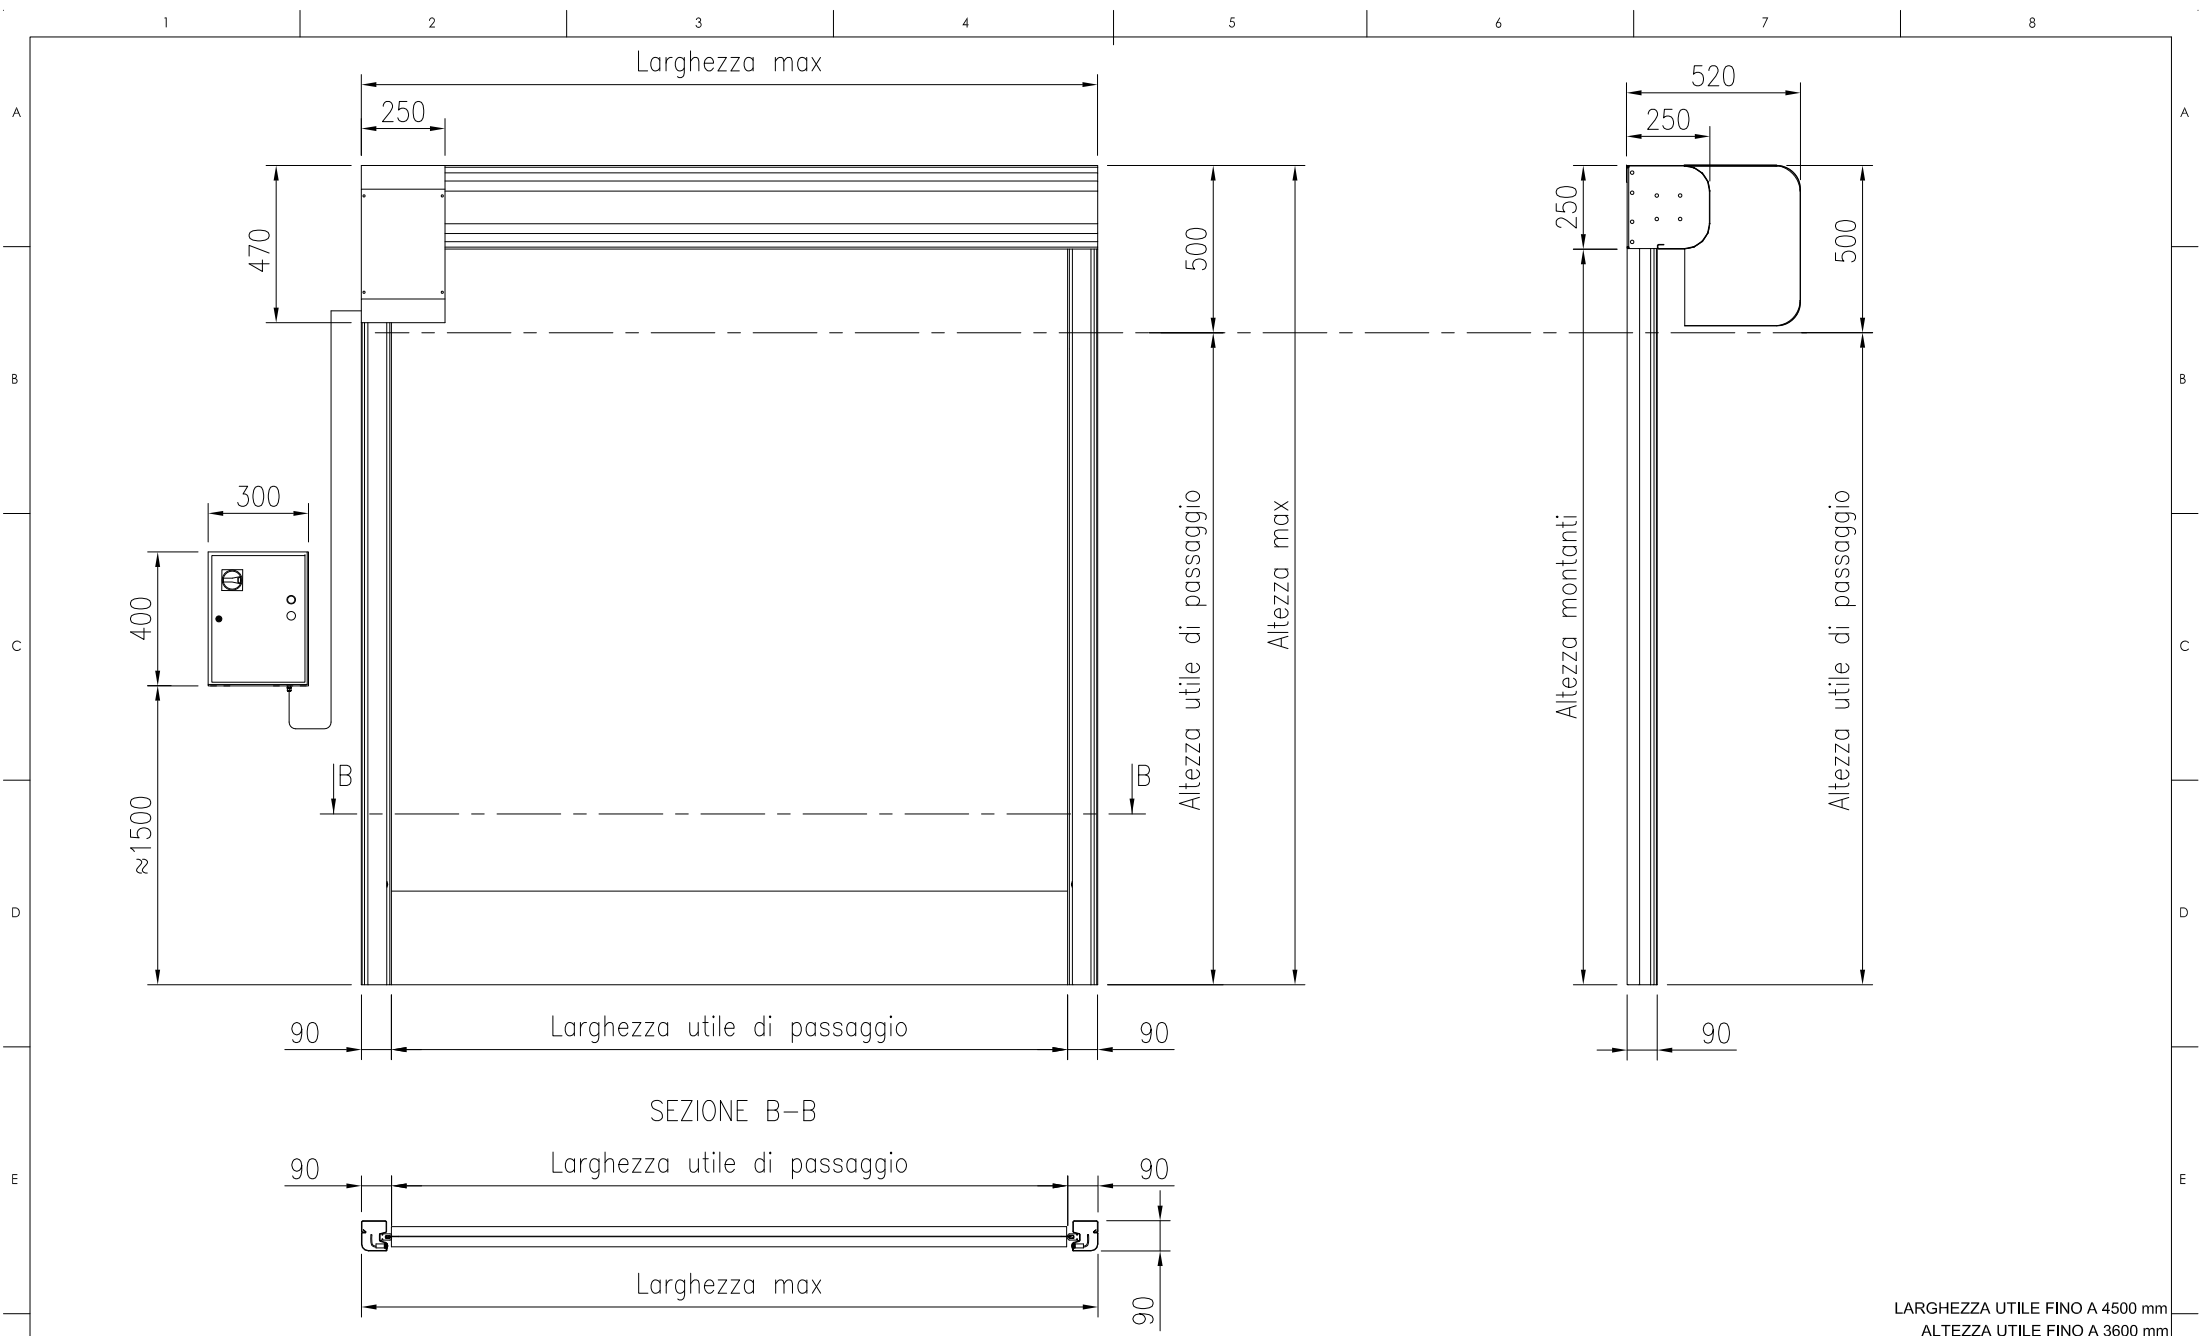 1 2 3 4 5 6 7 8
Larghezza max
520
A
250
250
A
470
500
250
500
B
B
300
Altezza utile di passaggio
Altezza max
Altezza montanti
Altezza utile di passaggio
400
C
C
B
B
≈1500
D
D
90
Larghezza utile di passaggio
90
90
SEZIONE B-B
90
Larghezza utile di passaggio
90
E
E
Larghezza max
90
LARGHEZZA UTILE FINO A 4500 mm
ALTEZZA UTILE FINO A 3600 mm